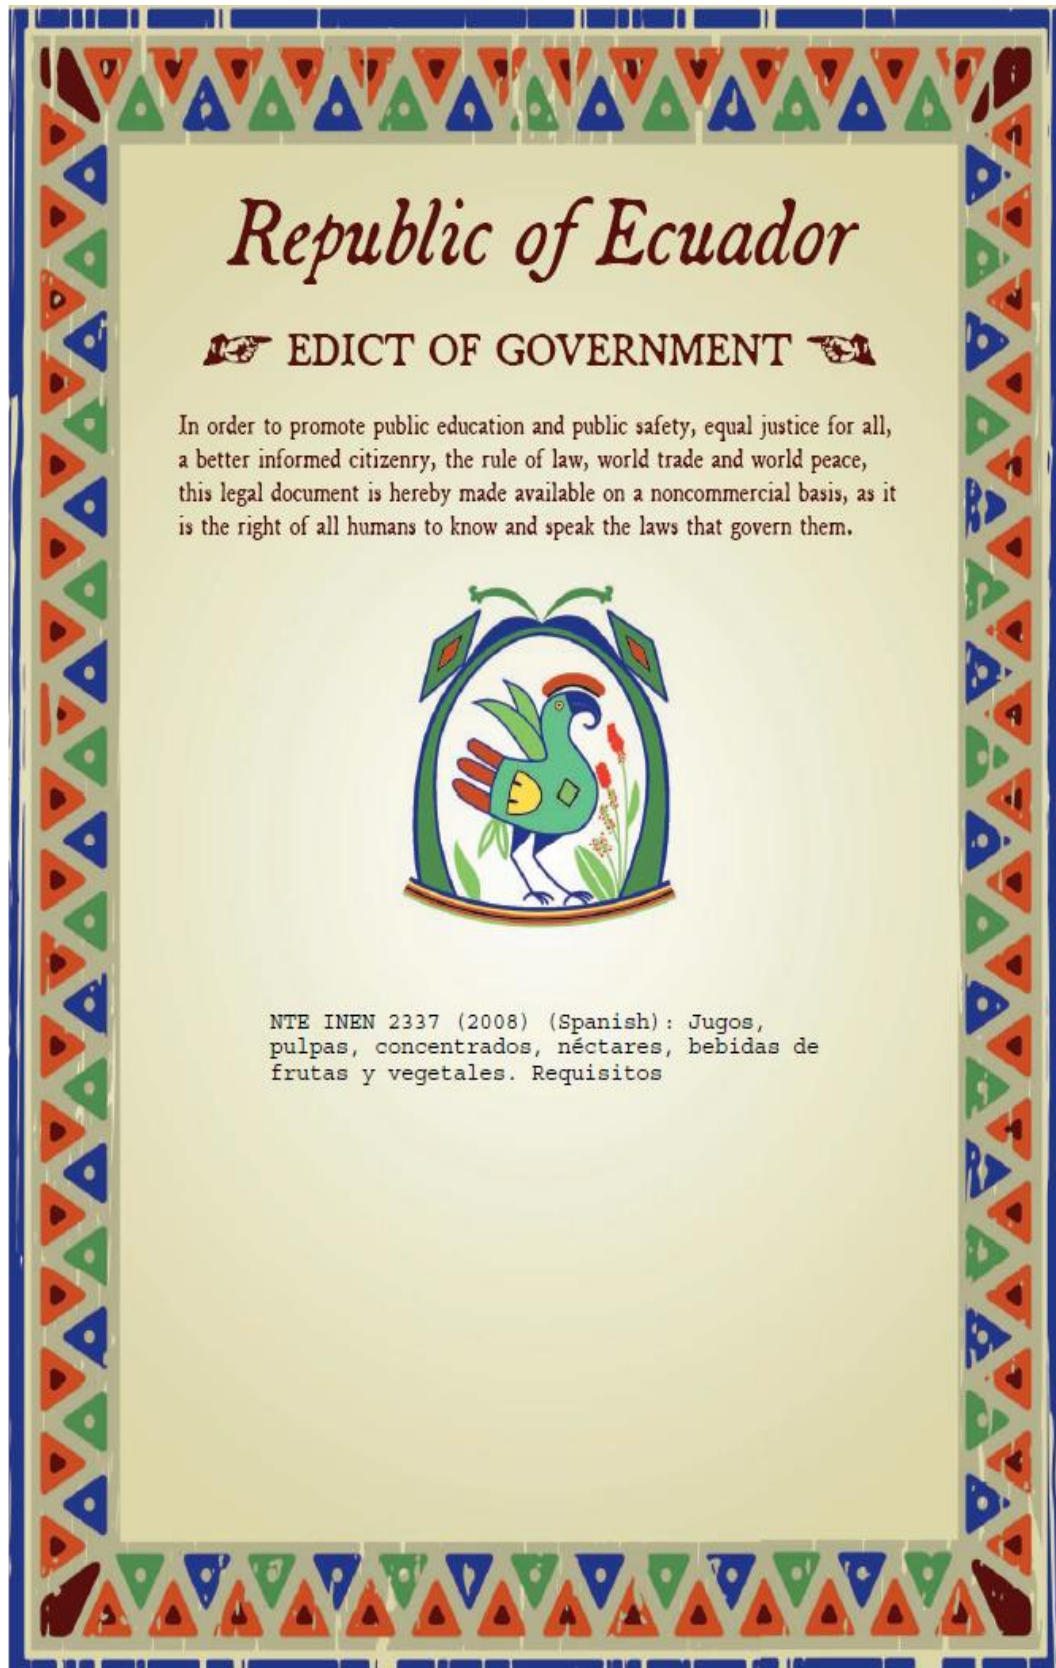 Republic of Ecuador
EDICT OF GOVERNMENT
In order to promote public education and public safety, equal justice for all,
a better informed citizenry, the rule of law, world trade and world peace,
this legal document is hereby made available on a noncommercial basis, as it
is the right of all humans to know and speak the laws that govern them.
NTE INEN 2337 (2008) (Spanish): Jugos,
pulpas, concentrados, néctares, bebidas de
frutas y vegetales. Requisitos